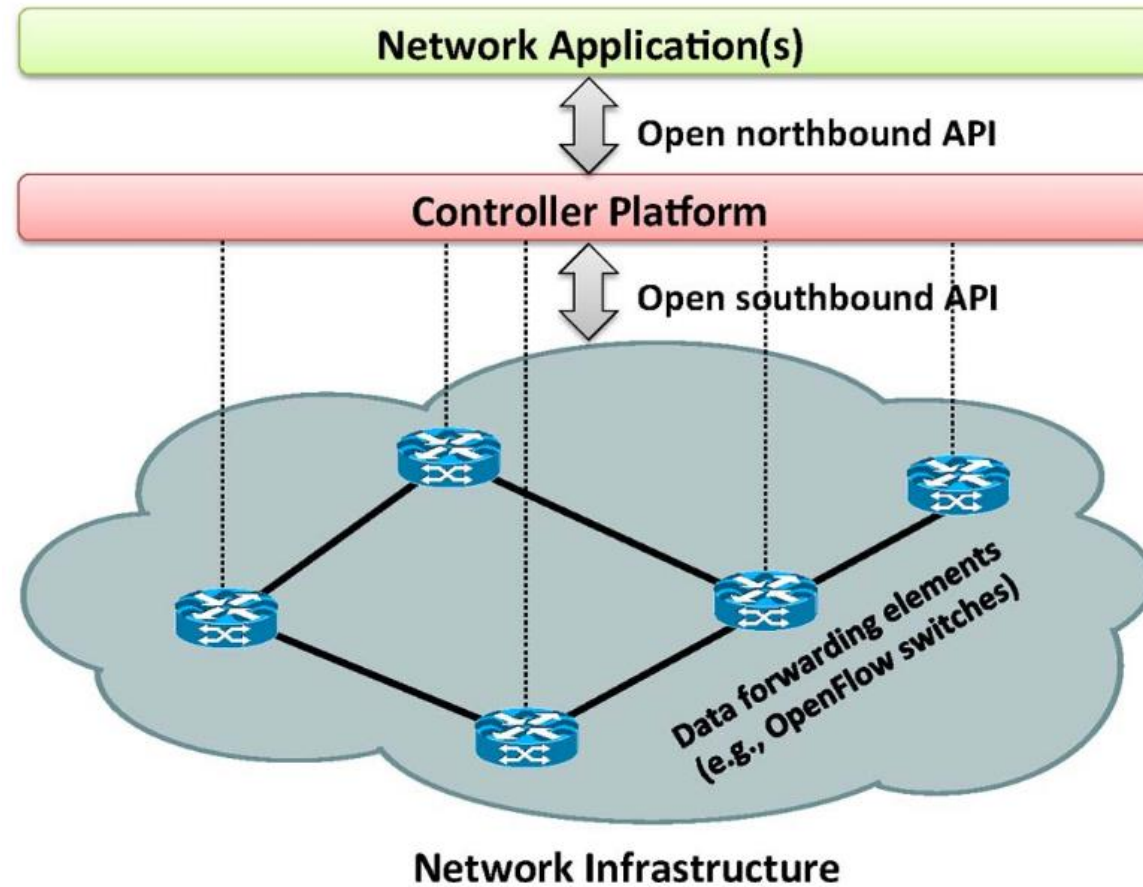 Network Application(s)
Open northbound API
Controller Platform
Open southbound API
Data forwarding elements
(e.g., OpenFlow switches)
Network Infrastructure